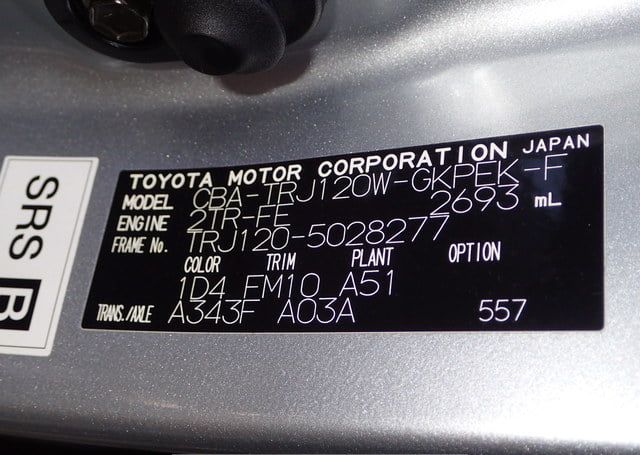 TOYOTA MOTOR CORPORATION JAPAN
MODEL CBA-TRJ120W-GKPEK-F
ENGINE 2TR-FE 2693 mL
FRAME No. TRJ120-5028277
COLOR TRIM PLANT OPTION
1D4 FM10 A51
TRANS./AXLE A343F A03A 557
SRS
B